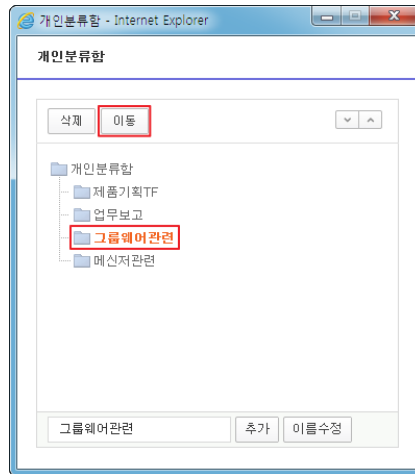 개인분류함 - Internet Explorer
개인분류함
삭제 이동
개인분류함
제품기획TF
업무보고
그룹웨어관련
메신저관련
그룹웨어관련 추가 이름수정